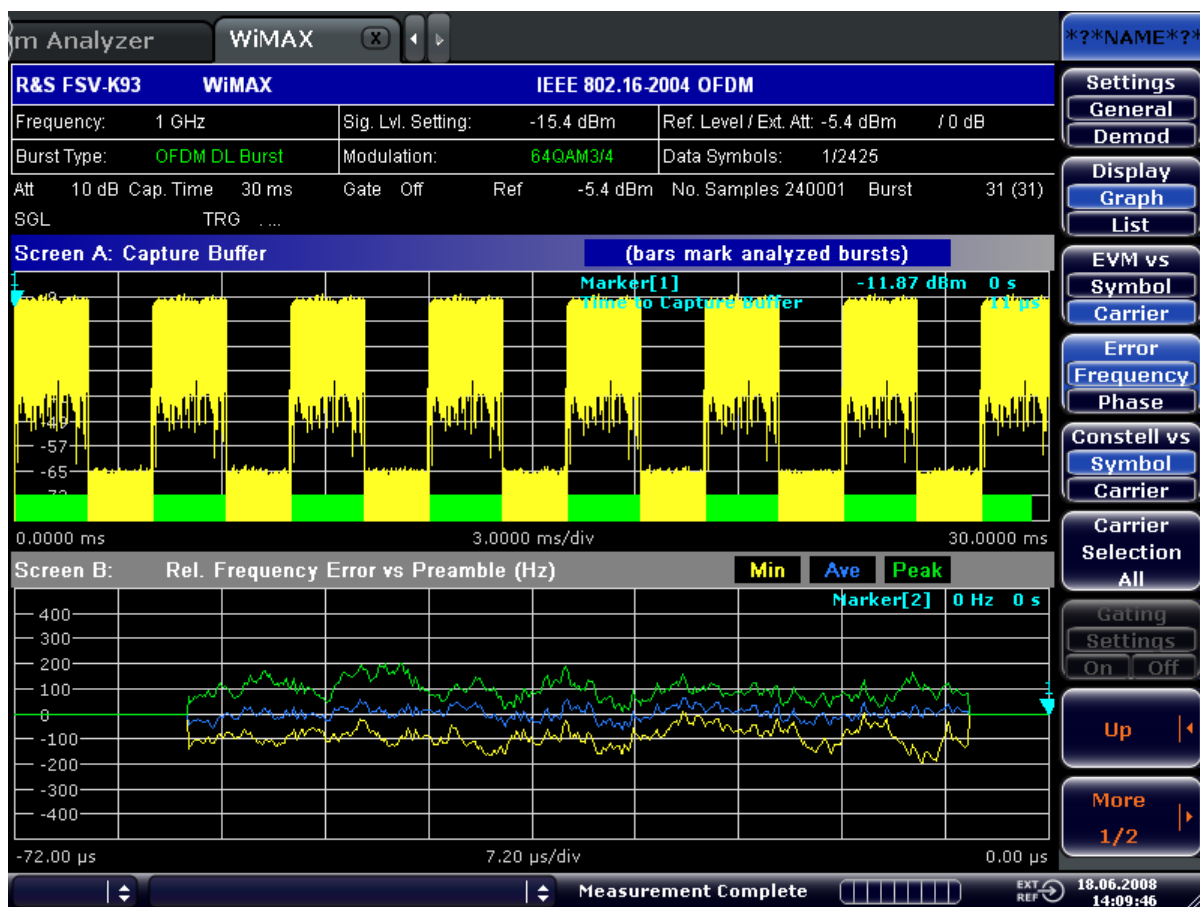 m Analyzer WiMAX x
*?*NAME*?*
R&S FSV-K93 WiMAX IEEE 802.16-2004 OFDM
Frequency: 1 GHz Sig. Lvl. Setting: -15.4 dBm Ref. Level / Ext. Att: -5.4 dBm / 0 dB
Burst Type: OFDM DL Burst Modulation: 64QAM3/4 Data Symbols: 1/2425
Att 10 dB Cap. Time 30 ms Gate Off Ref -5.4 dBm No. Samples 240001 Burst 31 (31)
SGL TRG . ...
Screen A: Capture Buffer (bars mark analyzed bursts)
1
Marker[1] -11.87 dBm 0 s
Time to Capture Buffer 11 µs
-49
-57
-65
-73
0.0000 ms 3.0000 ms/div 30.0000 ms
Screen B: Rel. Frequency Error vs Preamble (Hz) Min Ave Peak
Marker[2] 0 Hz 0 s
400
300
200
100
0
-100
-200
-300
-400
1
-72.00 µs 7.20 µs/div 0.00 µs
Settings
General
Demod
Display
Graph
List
EVM vs
Symbol
Carrier
Error
Frequency
Phase
Constell vs
Symbol
Carrier
Carrier
Selection
All
Gating
Settings
On Off
Up
More
1/2
Measurement Complete
EXT
REF
18.06.2008
14:09:46